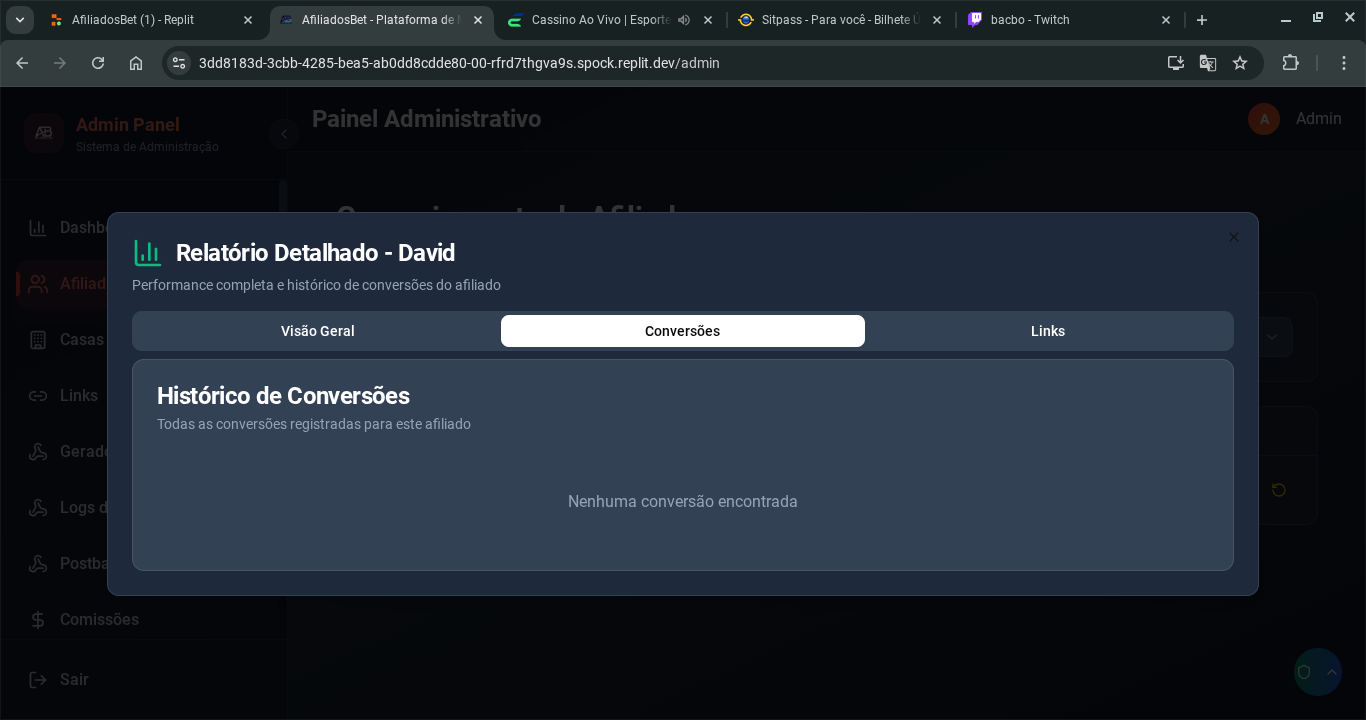 AfiliadosBet (1) - Replit
AfiliadosBet - Plataforma de
Cassino Ao Vivo | Esporte
Sitpass - Para você - Bilhete Ú
bacbo - Twitch
3dd8183d-3cbb-4285-bea5-ab0dd8cdde80-00-rfrd7thgva9s.spock.replit.dev/admin
AB
Admin Panel
Sistema de Administração
Painel Administrativo
A
Admin
Dashbo
Afiliad
Casas
Links
Gerado
Logs d
Postba
Comissões
Sair
Relatório Detalhado - David
Performance completa e histórico de conversões do afiliado
Visão Geral
Conversões
Links
Histórico de Conversões
Todas as conversões registradas para este afiliado
Nenhuma conversão encontrada